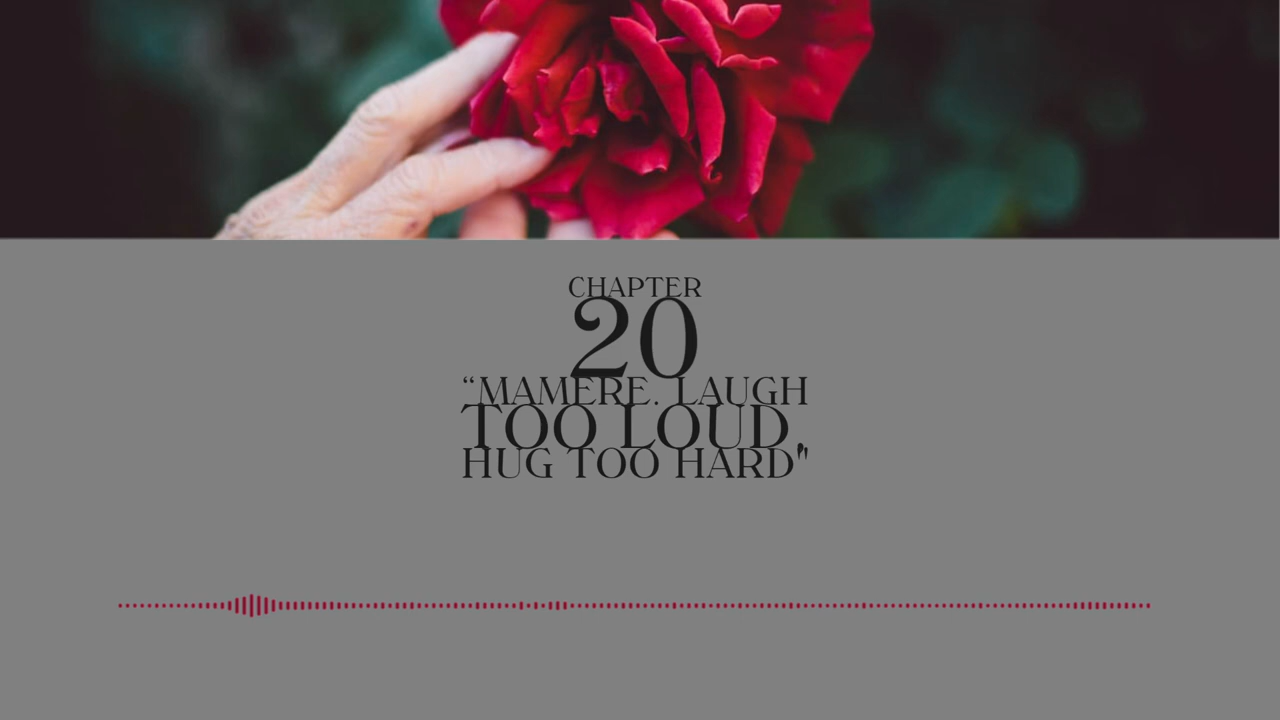 CHAPTER
20
“MAMERE. LAUGH
TOO LOUD,
HUG TOO HARD"